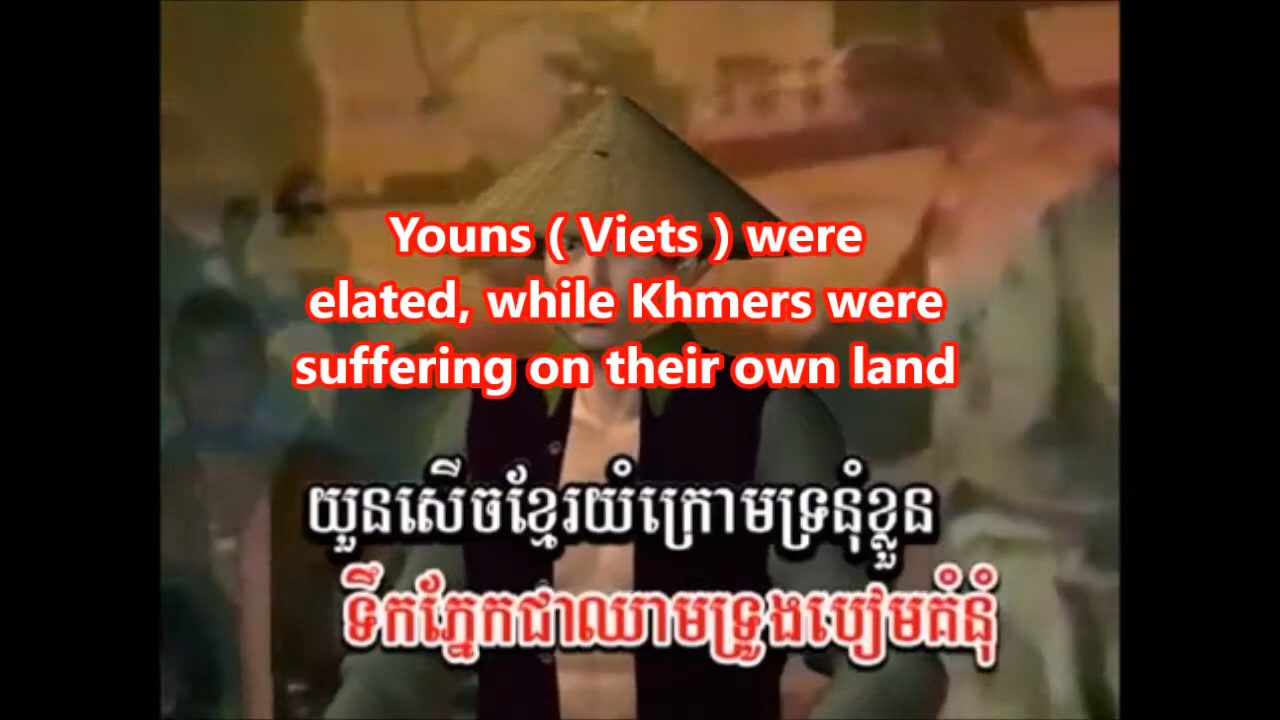 Youns ( Viets ) were
elated, while Khmers were
suffering on their own land
យួនសើចខ្មែរយំក្រោមទ្រនុំខ្លួន
ទឹកភ្នែកជាឈាមទ្រូងបៀមគំនុំ